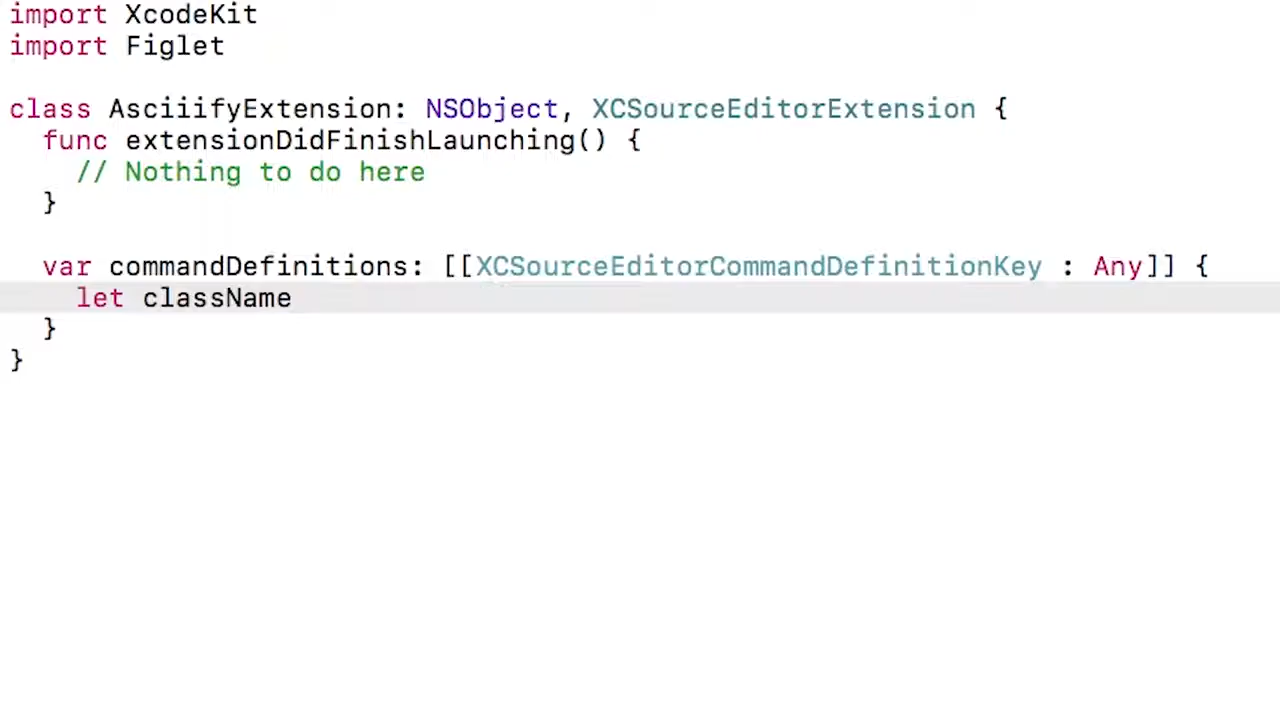 import XcodeKit
import Figlet
class AsciiifyExtension: NSObject, XCSourceEditorExtension {
func extensionDidFinishLaunching() {
// Nothing to do here
}
var commandDefinitions: [[XCSourceEditorCommandDefinitionKey : Any]] {
let className
}
}